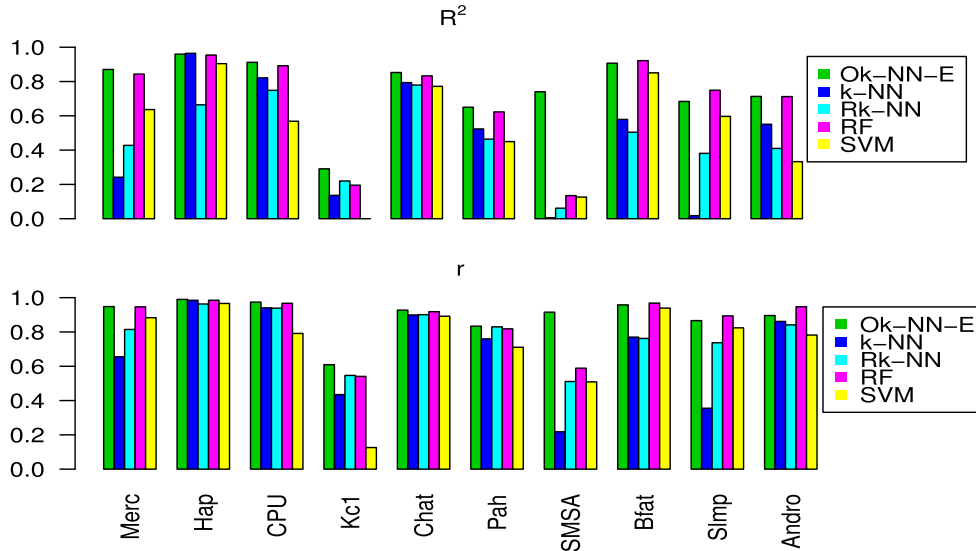 R²
1.0
0.8
0.6
0.4
0.2
0.0
Ok−NN−E
k−NN
Rk−NN
RF
SVM
r
1.0
0.8
0.6
0.4
0.2
0.0
Ok−NN−E
k−NN
Rk−NN
RF
SVM
Merc
Hap
CPU
Kc1
Chat
Pah
SMSA
Bfat
Slmp
Andro